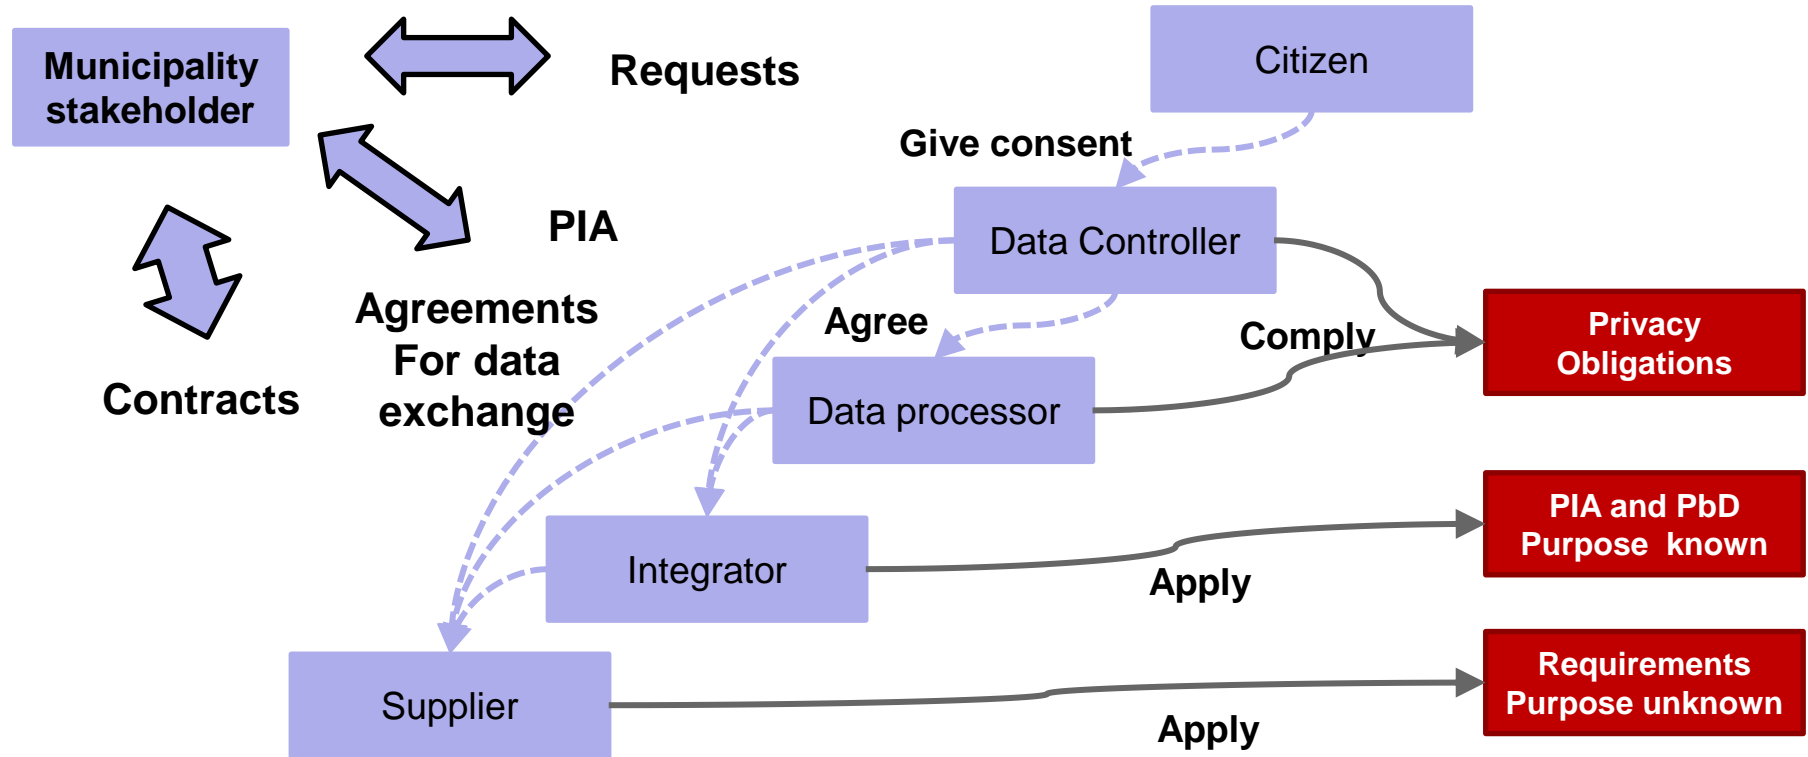 Municipality
stakeholder
Requests
Citizen
Give consent
PIA
Data Controller
Agreements
For data
exchange
Agree
Comply
Privacy
Obligations
Contracts
Data processor
PIA and PbD
Purpose  known
Integrator
Apply
Requirements
Purpose unknown
Supplier
Apply